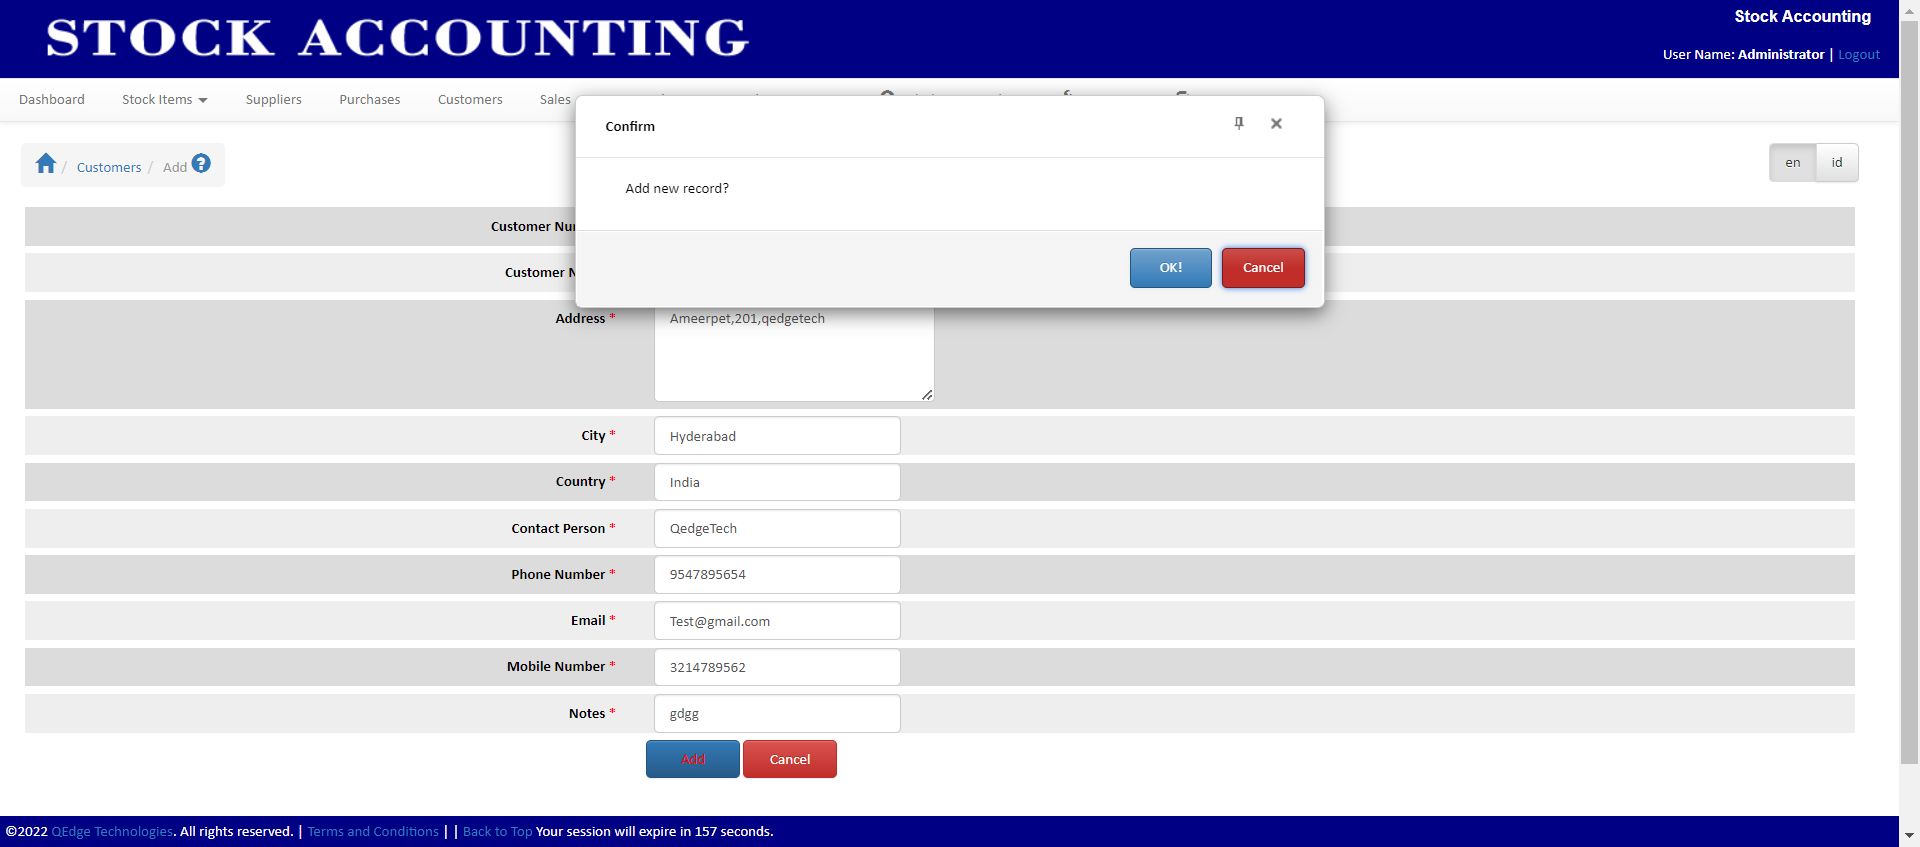 STOCK ACCOUNTING
Stock Accounting
User Name: Administrator | Logout
Dashboard Stock Items Suppliers Purchases Customers Sales
Confirm
/ Customers / Add ?
en id
Add new record?
Customer
OK! Cancel
Customer
Address * Ameerpet,201,qedgetech
City * Hyderabad
Country * India
Contact Person * QedgeTech
Phone Number * 9547895654
Email * Test@gmail.com
Mobile Number * 3214789562
Notes * gdgg
Add Cancel
©2022 QEdge Technologies. All rights reserved. | Terms and Conditions | | Back to Top Your session will expire in 157 seconds.